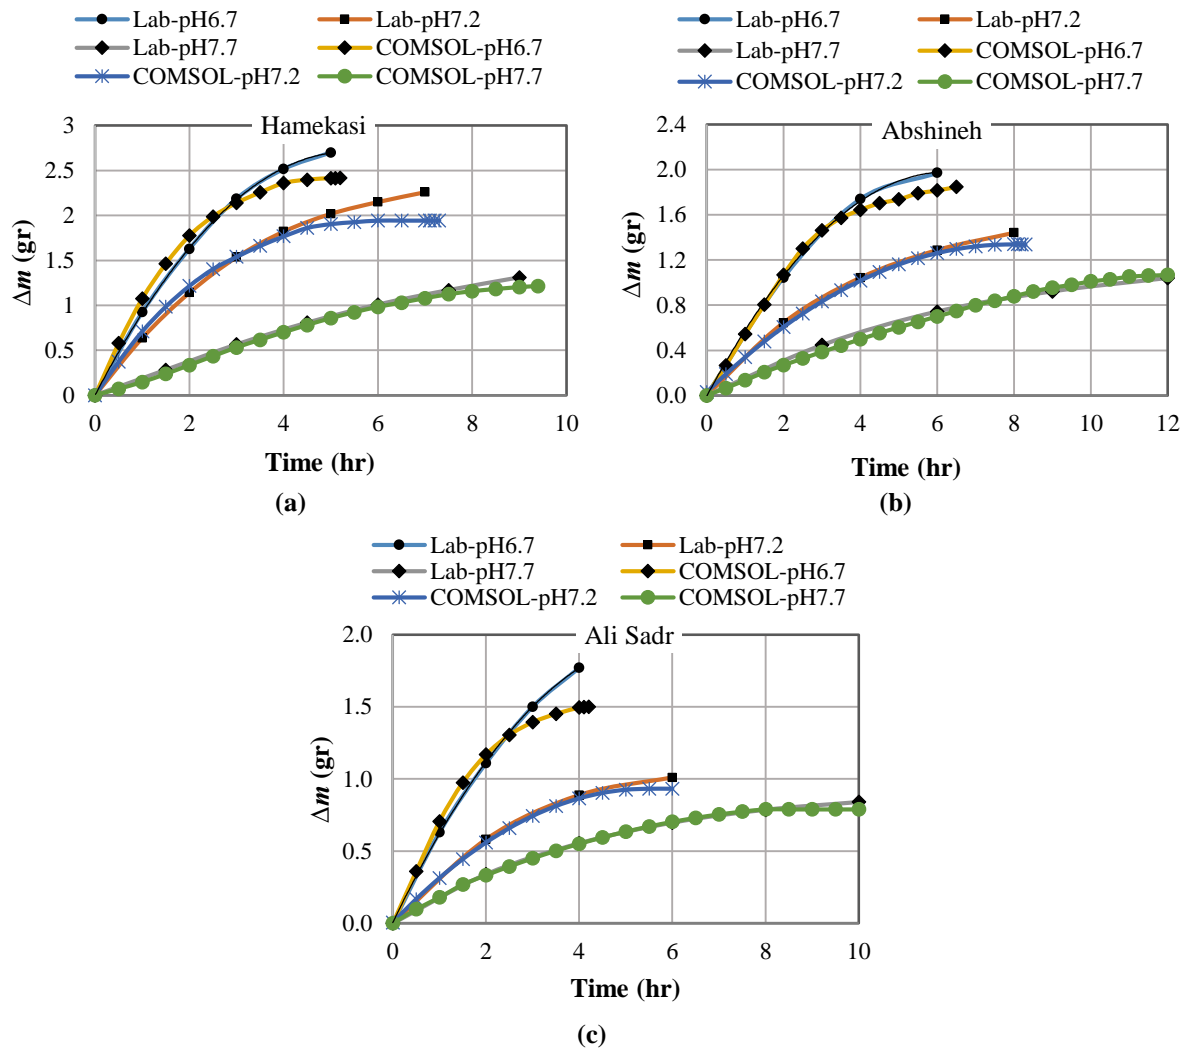 Lab-pH6.7 Lab-pH7.2
Lab-pH7.7 COMSOL-pH6.7
COMSOL-pH7.2 COMSOL-pH7.7
Hamekasi
3
2.5
2
1.5
1
0.5
0
0 2 4 6 8 10
Δm (gr)
Time (hr)
(a)
Lab-pH6.7 Lab-pH7.2
Lab-pH7.7 COMSOL-pH6.7
COMSOL-pH7.2 COMSOL-pH7.7
Abshineh
2.4
2.0
1.6
1.2
0.8
0.4
0.0
0 2 4 6 8 10 12
Δm (gr)
Time (hr)
(b)
Lab-pH6.7 Lab-pH7.2
Lab-pH7.7 COMSOL-pH6.7
COMSOL-pH7.2 COMSOL-pH7.7
Ali Sadr
2.0
1.5
1.0
0.5
0.0
0 2 4 6 8 10
Δm (gr)
Time (hr)
(c)